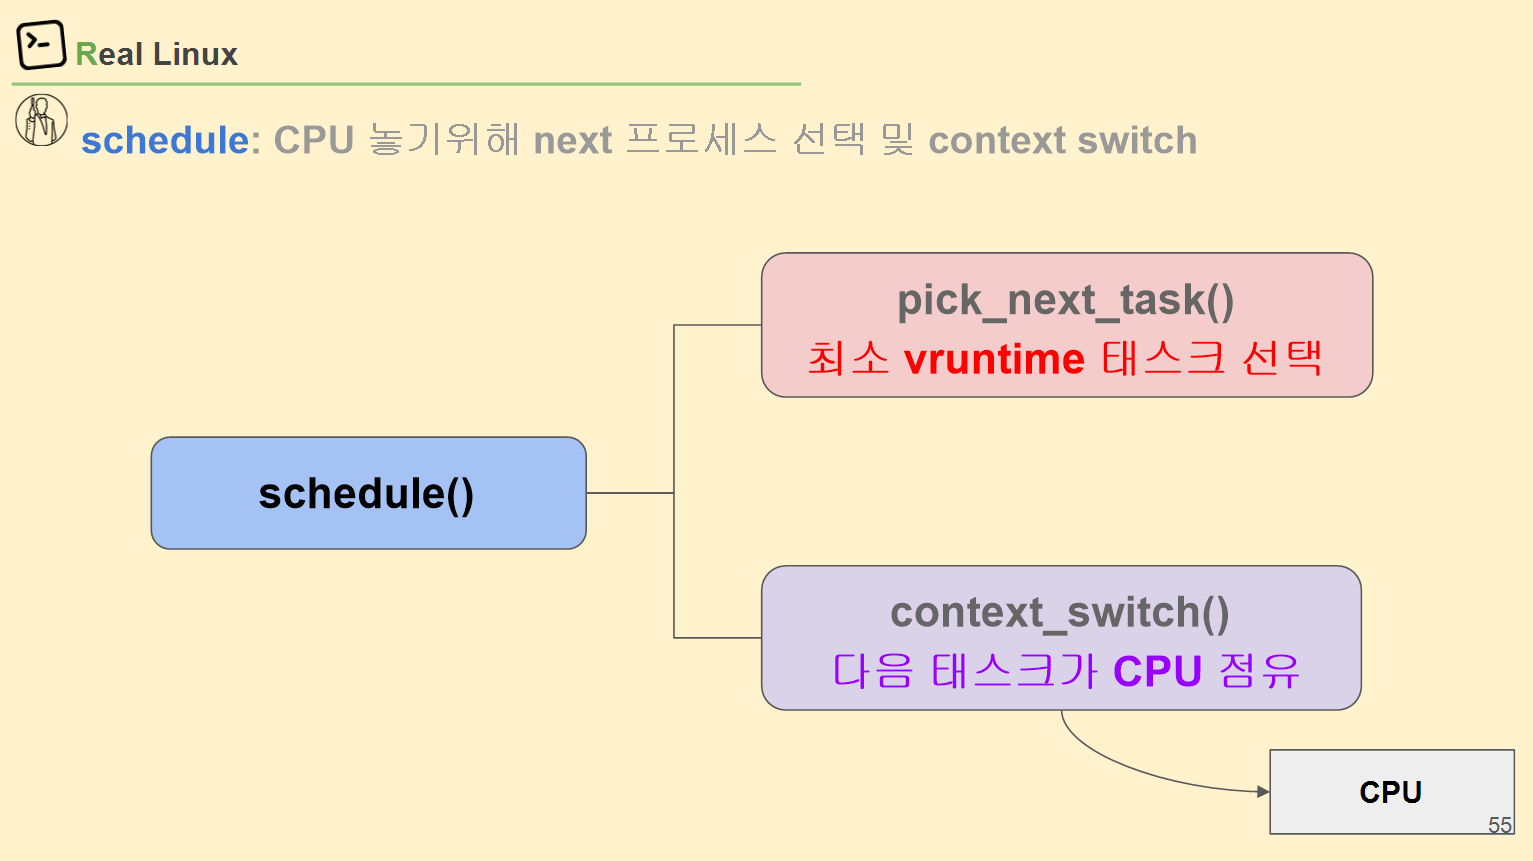 Real Linux
schedule: CPU 놓기위해 next 프로세스 선택 및 context switch
pick_next_task()
최소 vruntime 태스크 선택
schedule()
context_switch()
다음 태스크가 CPU 점유
CPU
55